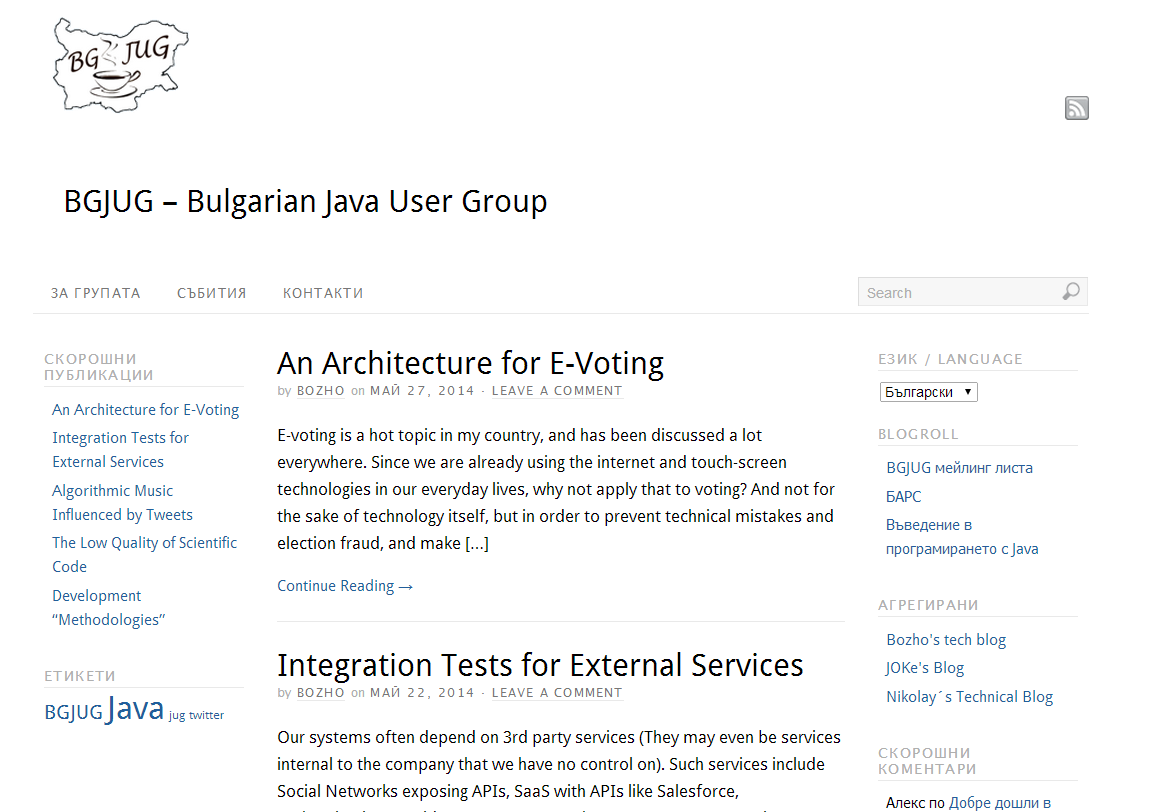 BG JUG
BGJUG – Bulgarian Java User Group
ЗА ГРУПАТА СЪБИТИЯ КОНТАКТИ
Search
СКОРОШНИ
ПУБЛИКАЦИИ
An Architecture for E-Voting
Integration Tests for
External Services
Algorithmic Music
Influenced by Tweets
The Low Quality of Scientific
Code
Development
“Methodologies”
ЕТИКЕТИ
BGJUG Java jug twitter
An Architecture for E-Voting
by BOZHO on МАЙ 27, 2014 · LEAVE A COMMENT
E-voting is a hot topic in my country, and has been discussed a lot
everywhere. Since we are already using the internet and touch-screen
technologies in our everyday lives, why not apply that to voting? And not for
the sake of technology itself, but in order to prevent technical mistakes and
election fraud, and make […]
Continue Reading →
Integration Tests for External Services
by BOZHO on МАЙ 22, 2014 · LEAVE A COMMENT
Our systems often depend on 3rd party services (They may even be services
internal to the company that we have no control on). Such services include
Social Networks exposing APIs, SaaS with APIs like Salesforce,
ЕЗИК / LANGUAGE
Български
BLOGROLL
BGJUG мейлинг листа
БАРС
Въведение в
програмирането с Java
АГРЕГИРАНИ
Bozho's tech blog
JOKe's Blog
Nikolay´s Technical Blog
СКОРОШНИ
КОМЕНТАРИ
Алекс по Добре дошли в